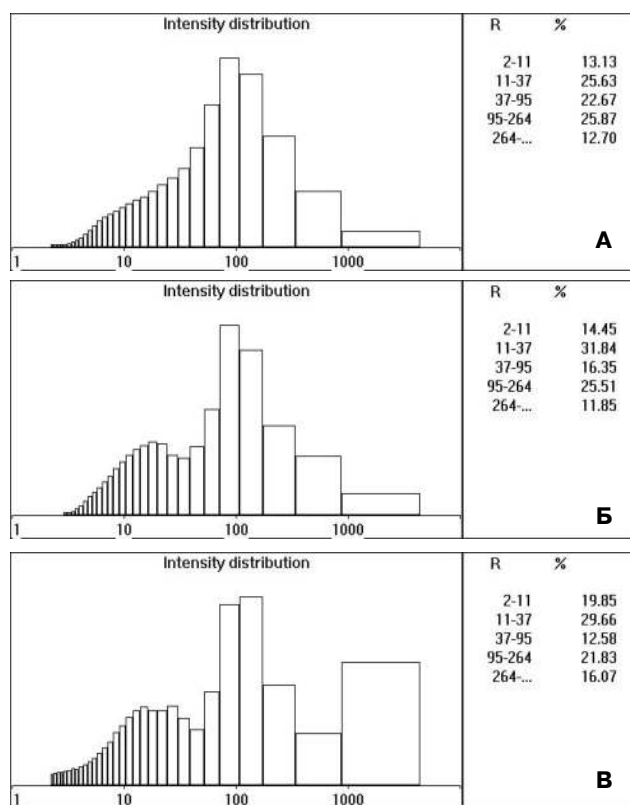 Intensity distribution
R %
2-11 13.13
11-37 25.63
37-95 22.67
95-264 25.87
264-... 12.70
А
1 10 100 1000
Intensity distribution
R %
2-11 14.45
11-37 31.84
37-95 16.35
95-264 25.51
264-... 11.85
Б
1 10 100 1000
Intensity distribution
R %
2-11 19.85
11-37 29.66
37-95 12.58
95-264 21.83
264-... 16.07
В
1 10 100 1000